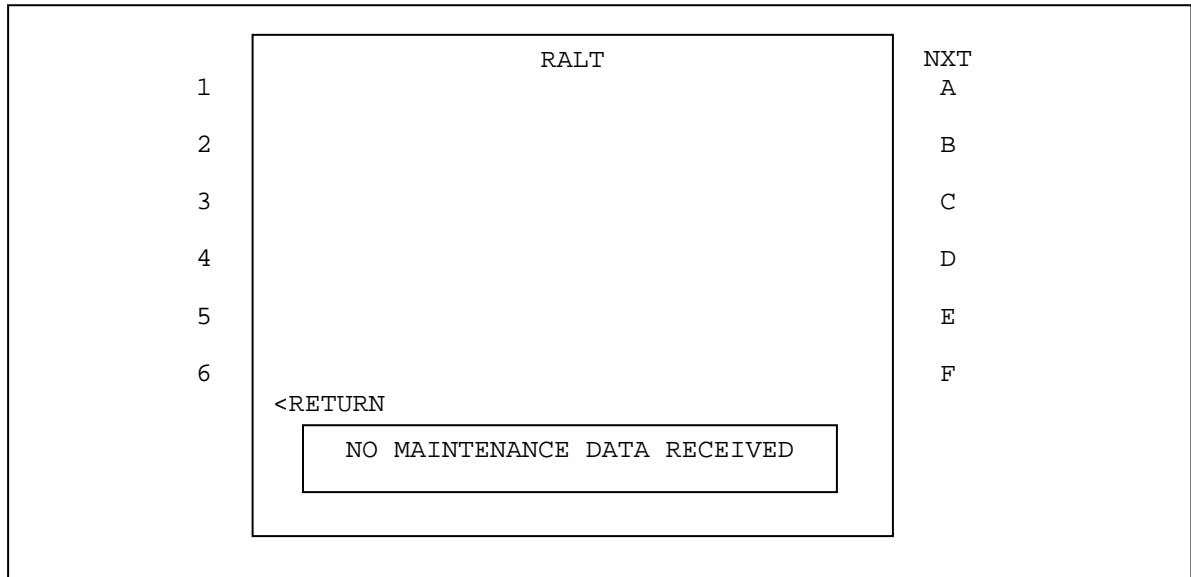 RALT NXT
1 A
2 B
3 C
4 D
5 E
6 F
<RETURN
NO MAINTENANCE DATA RECEIVED